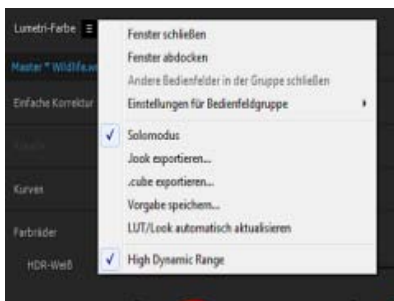 Lumetri-Farbe
Fenster schließen
Fenster abdocken
Andere Bedienfelder in der Gruppe schließen
Master * Wildlife.w
Einfache Korrektur
Einstellungen für Bedienfeldgruppe
Solomodus
.look exportieren...
.cube exportieren...
Kurven
Vorgabe speichern...
Farbräder
LUT/Look automatisch aktualisieren
HDR-Weiß
High Dynamic Range